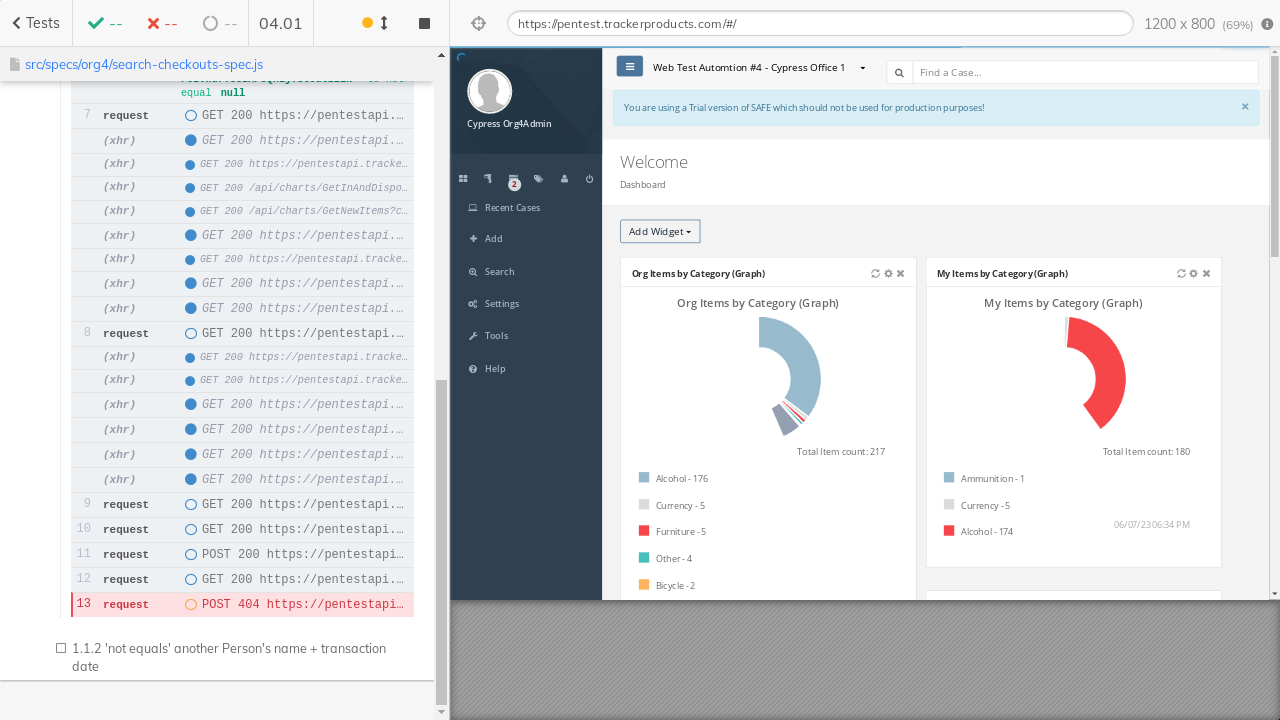 Tests
--
--
--
04.01
https://pentest.trackerproducts.com/#/
1200 x 800 (69%)
src/specs/org4/search-checkouts-spec.js
equal null
7 request GET 200 https://pentestapi.…
(xhr) GET 200 https://pentestapi.…
(xhr) GET 200 https://pentestapi.tracke…
(xhr) GET 200 /api/charts/GetInAndDispo…
(xhr) GET 200 /api/charts/GetNewItems?c…
(xhr) GET 200 https://pentestapi.…
(xhr) GET 200 https://pentestapi.tracke…
(xhr) GET 200 https://pentestapi.…
(xhr) GET 200 https://pentestapi.…
8 request GET 200 https://pentestapi.…
(xhr) GET 200 https://pentestapi.tracke…
(xhr) GET 200 https://pentestapi.tracke…
(xhr) GET 200 https://pentestapi.…
(xhr) GET 200 https://pentestapi.…
(xhr) GET 200 https://pentestapi.…
(xhr) GET 200 https://pentestapi.…
9 request GET 200 https://pentestapi.…
10 request GET 200 https://pentestapi.…
11 request POST 200 https://pentestapi…
12 request GET 200 https://pentestapi.…
13 request POST 404 https://pentestapi…
1.1.2 'not equals' another Person's name + transaction
date
Cypress Org4Admin
2
Recent Cases
Add
Search
Settings
Tools
Help
Web Test Automtion #4 - Cypress Office 1
Find a Case...
You are using a Trial version of SAFE which should not be used for production purposes!
×
Welcome
Dashboard
Add Widget
Org Items by Category (Graph)
Org Items by Category (Graph)
Total Item count: 217
Alcohol - 176
Currency - 5
Furniture - 5
Other - 4
Bicycle - 2
My Items by Category (Graph)
My Items by Category (Graph)
Total Item count: 180
Ammunition - 1
Currency - 5
06/07/23 06:34 PM
Alcohol - 174